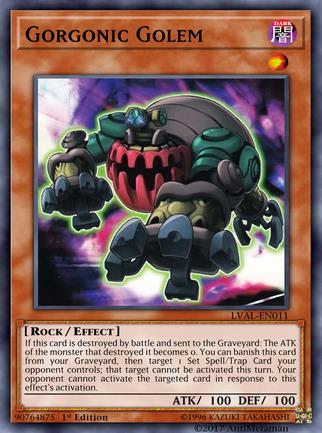 Gorgonic Golem
DARK
闇
LVAL-EN011
[Rock / Effect]
If this card is destroyed by battle and sent to the Graveyard: The ATK
of the monster that destroyed it becomes 0. You can banish this card
from your Graveyard, then target 1 Set Spell/Trap Card your
opponent controls; that target cannot be activated this turn. Your
opponent cannot activate the targeted card in response to this
effect's activation.
ATK/ 100 DEF/ 100
90764875 1st Edition ©1996 KAZUKI TAKAHASHI
©2017 AntiMetaman